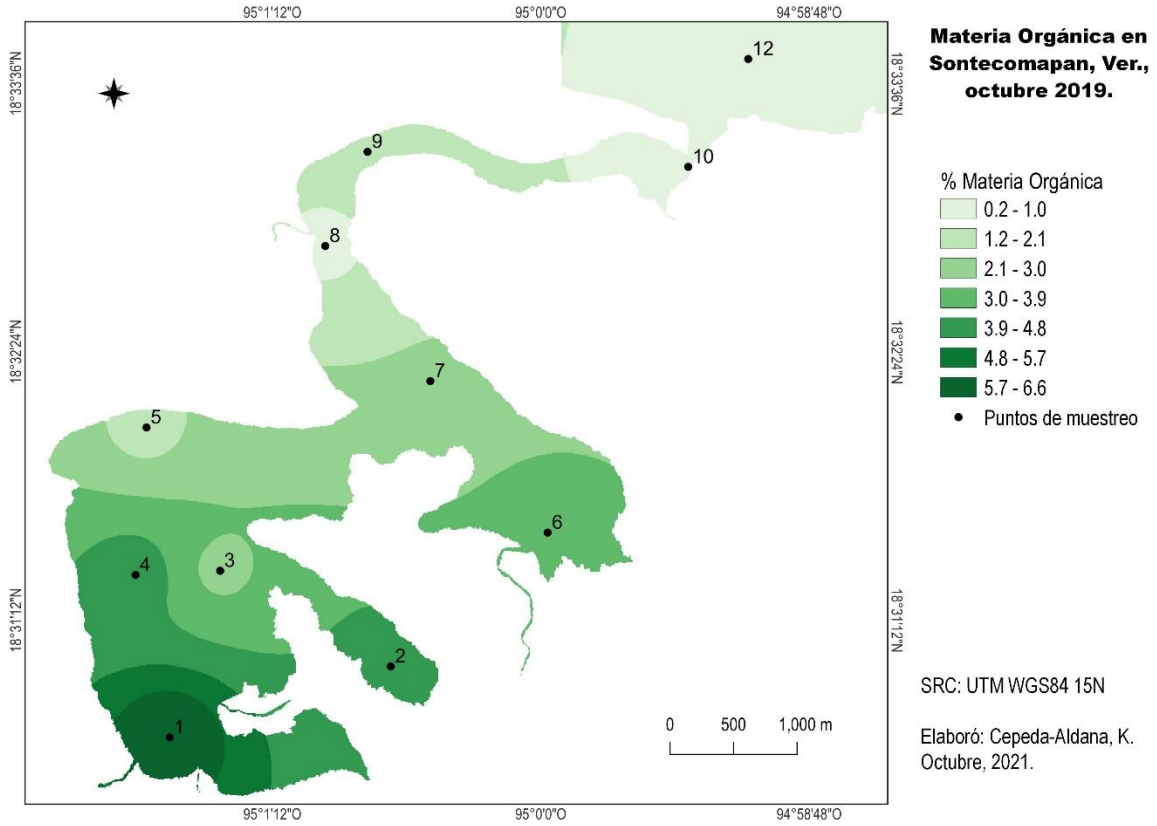 95°1'12"O 95°0'0"O 94°58'48"O
18°33'36"N
18°32'24"N
18°31'12"N
18°33'36"N
18°32'24"N
18°31'12"N
12
10
9
8
7
5
6
4
3
2
1
0 500 1,000 m
95°1'12"O 95°0'0"O 94°58'48"O
Materia Orgánica en
Sontecomapan, Ver.,
octubre 2019.
% Materia Orgánica
0.2 - 1.0
1.2 - 2.1
2.1 - 3.0
3.0 - 3.9
3.9 - 4.8
4.8 - 5.7
5.7 - 6.6
Puntos de muestreo
SRC: UTM WGS84 15N
Elaboró: Cepeda-Aldana, K.
Octubre, 2021.